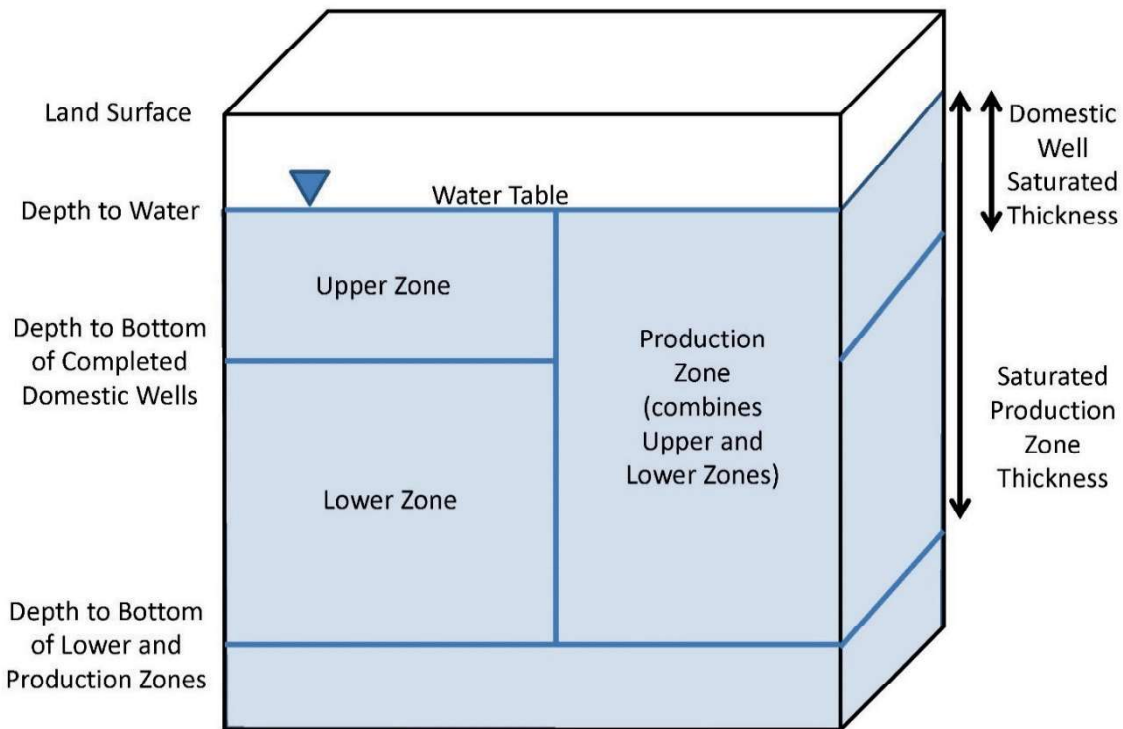 Land Surface
Domestic
Well
Saturated
Thickness
Water Table
Depth to Water
Upper Zone
Depth to Bottom
of Completed
Domestic Wells
Production
Zone
(combines
Upper and
Lower Zones)
Saturated
Production
Zone
Thickness
Lower Zone
Depth to Bottom
of Lower and
Production Zones